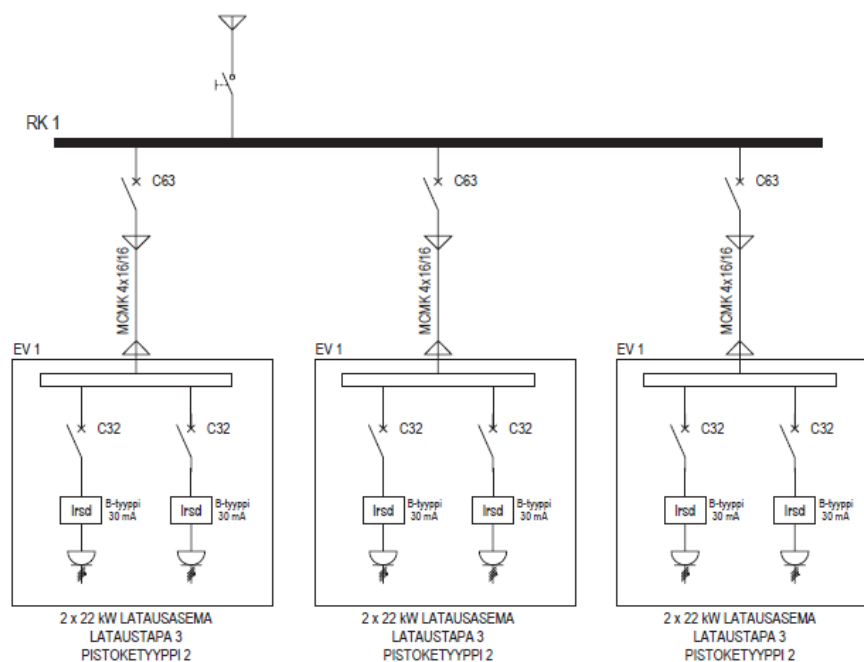 RK 1
C63
C63
C63
MCMK 4x16/16
MCMK 4x16/16
MCMK 4x16/16
EV 1
EV 1
EV 1
C32
C32
C32
C32
C32
C32
Irsd
B-tyyppi
30 mA
Irsd
B-tyyppi
30 mA
Irsd
B-tyyppi
30 mA
Irsd
B-tyyppi
30 mA
Irsd
B-tyyppi
30 mA
Irsd
B-tyyppi
30 mA
2 x 22 kW LATAUSASEMA
LATAUSTAPA 3
PISTOKETYYPPI 2
2 x 22 kW LATAUSASEMA
LATAUSTAPA 3
PISTOKETYYPPI 2
2 x 22 kW LATAUSASEMA
LATAUSTAPA 3
PISTOKETYYPPI 2